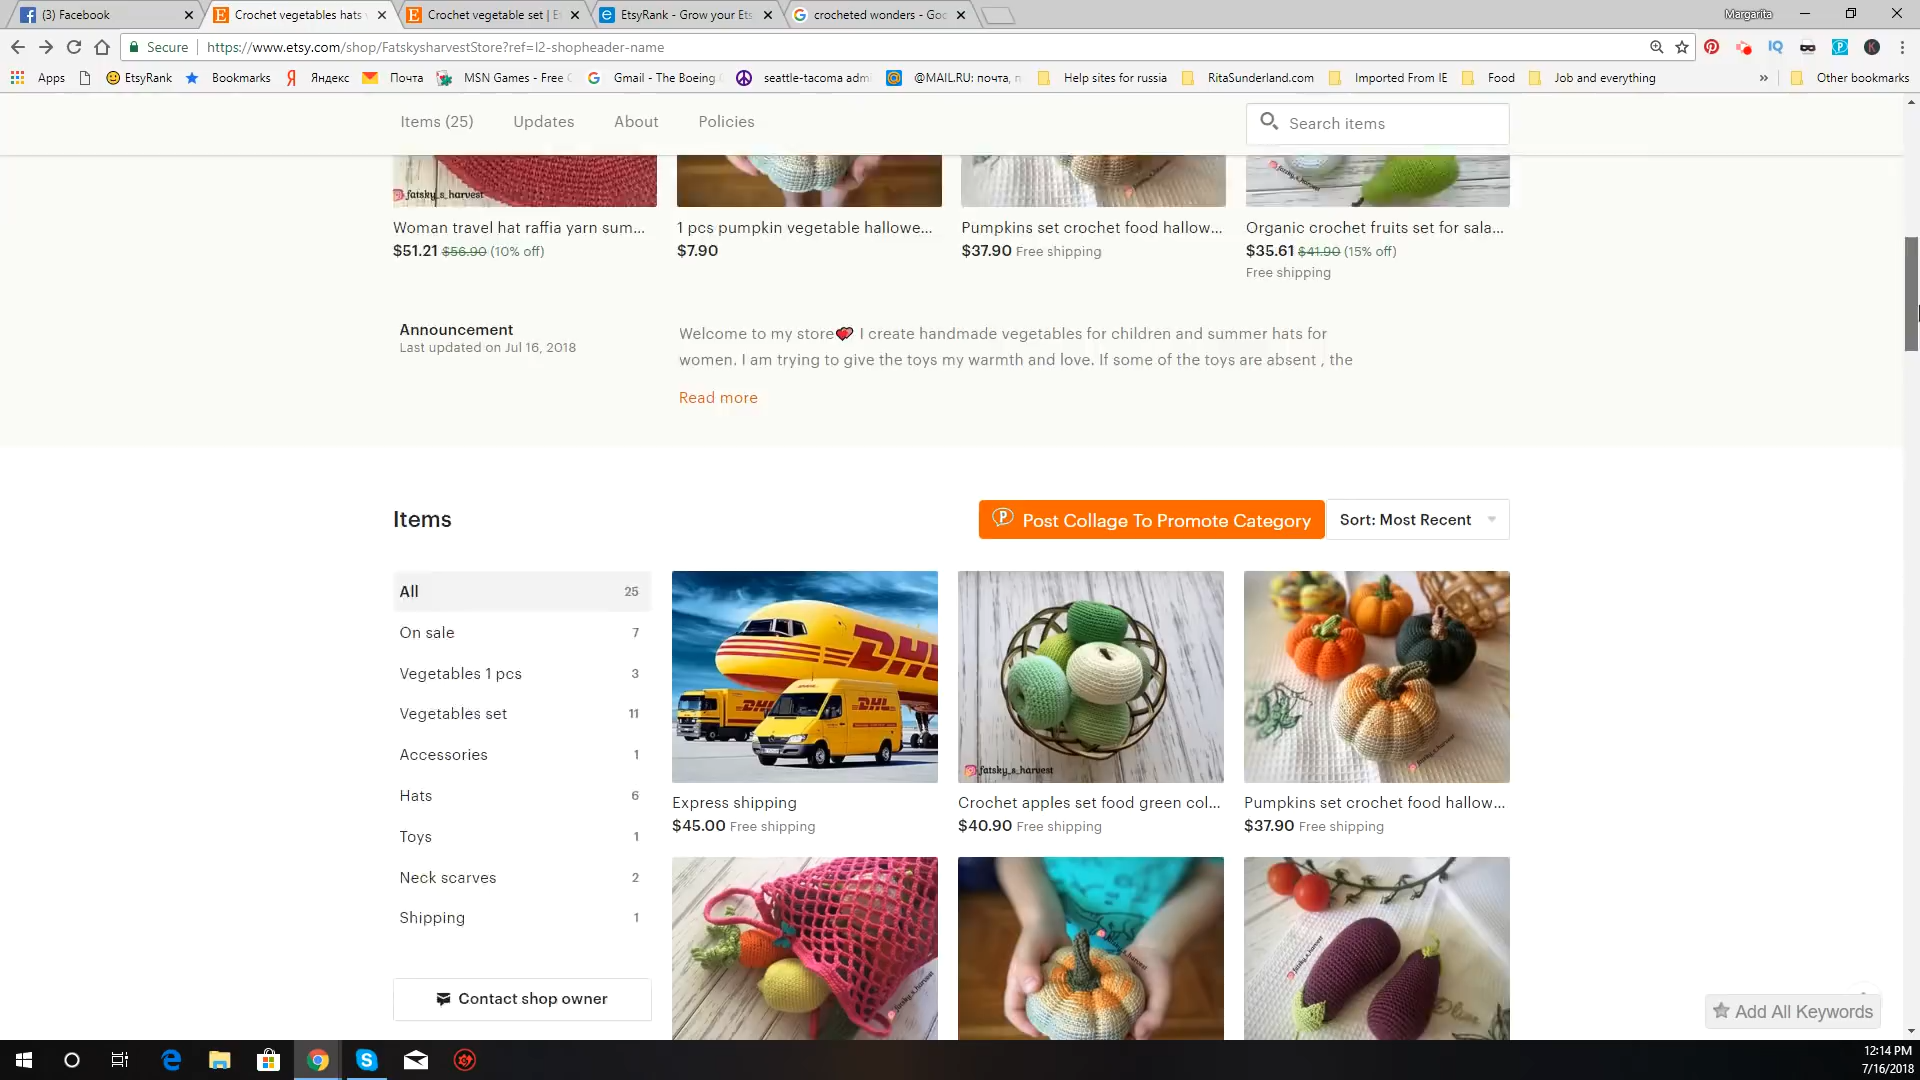 (3) Facebook
Crochet vegetables hats
Crochet vegetable set | E
EtsyRank - Grow your Ets
crocheted wonders - Goo
Margarita
Secure
https://www.etsy.com/shop/FatskysharvestStore?ref=l2-shopheader-name
Apps
EtsyRank
Bookmarks
Яндекс
Почта
MSN Games - Free
Gmail - The Boeing
seattle-tacoma adm
@MAIL.RU: почта,
Help sites for russia
RitaSunderland.com
Imported From IE
Food
Job and everything
Other bookmarks
Items (25)
Updates
About
Policies
Search items
fatsky_s_harvest
Woman travel hat raffia yarn sum...
$51.21 $56.90 (10% off)
1 pcs pumpkin vegetable hallowe...
$7.90
Pumpkins set crochet food hallow...
$37.90 Free shipping
Organic crochet fruits set for sala...
$35.61 $41.90 (15% off)
Free shipping
Announcement
Last updated on Jul 16, 2018
Welcome to my store I create handmade vegetables for children and summer hats for
women. I am trying to give the toys my warmth and love. If some of the toys are absent , the
Read more
Items
Post Collage To Promote Category
Sort: Most Recent
All 25
On sale 7
Vegetables 1 pcs 3
Vegetables set 11
Accessories 1
Hats 6
Toys 1
Neck scarves 2
Shipping 1
Contact shop owner
DHL
DHL
DHL
Express shipping
$45.00 Free shipping
fatsky_s_harvest
Crochet apples set food green col...
$40.90 Free shipping
Pumpkins set crochet food hallow...
$37.90 Free shipping
Add All Keywords
12:14 PM
7/16/2018